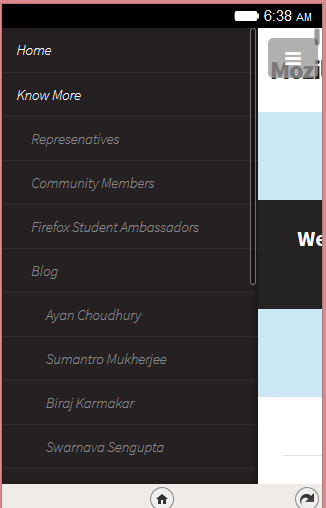 6:38 AM
Home
Mozi
Know More
Represenatives
Community Members
Firefox Student Ambassadors
We
Blog
Ayan Choudhury
Sumantro Mukherjee
Biraj Karmakar
Swarnava Sengupta